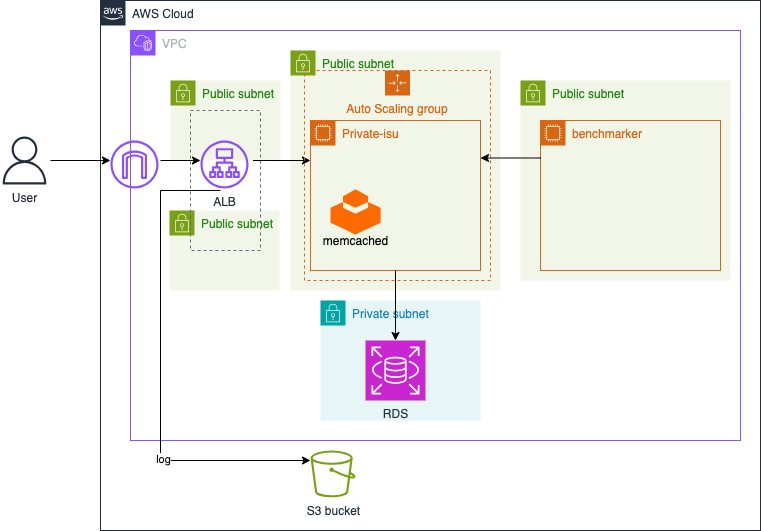 aws
AWS Cloud
VPC
Public subnet
Public subnet
Public subnet
Auto Scaling group
Private-isu
benchmarker
User
ALB
Public subnet
memcached
Private subnet
RDS
log
S3 bucket